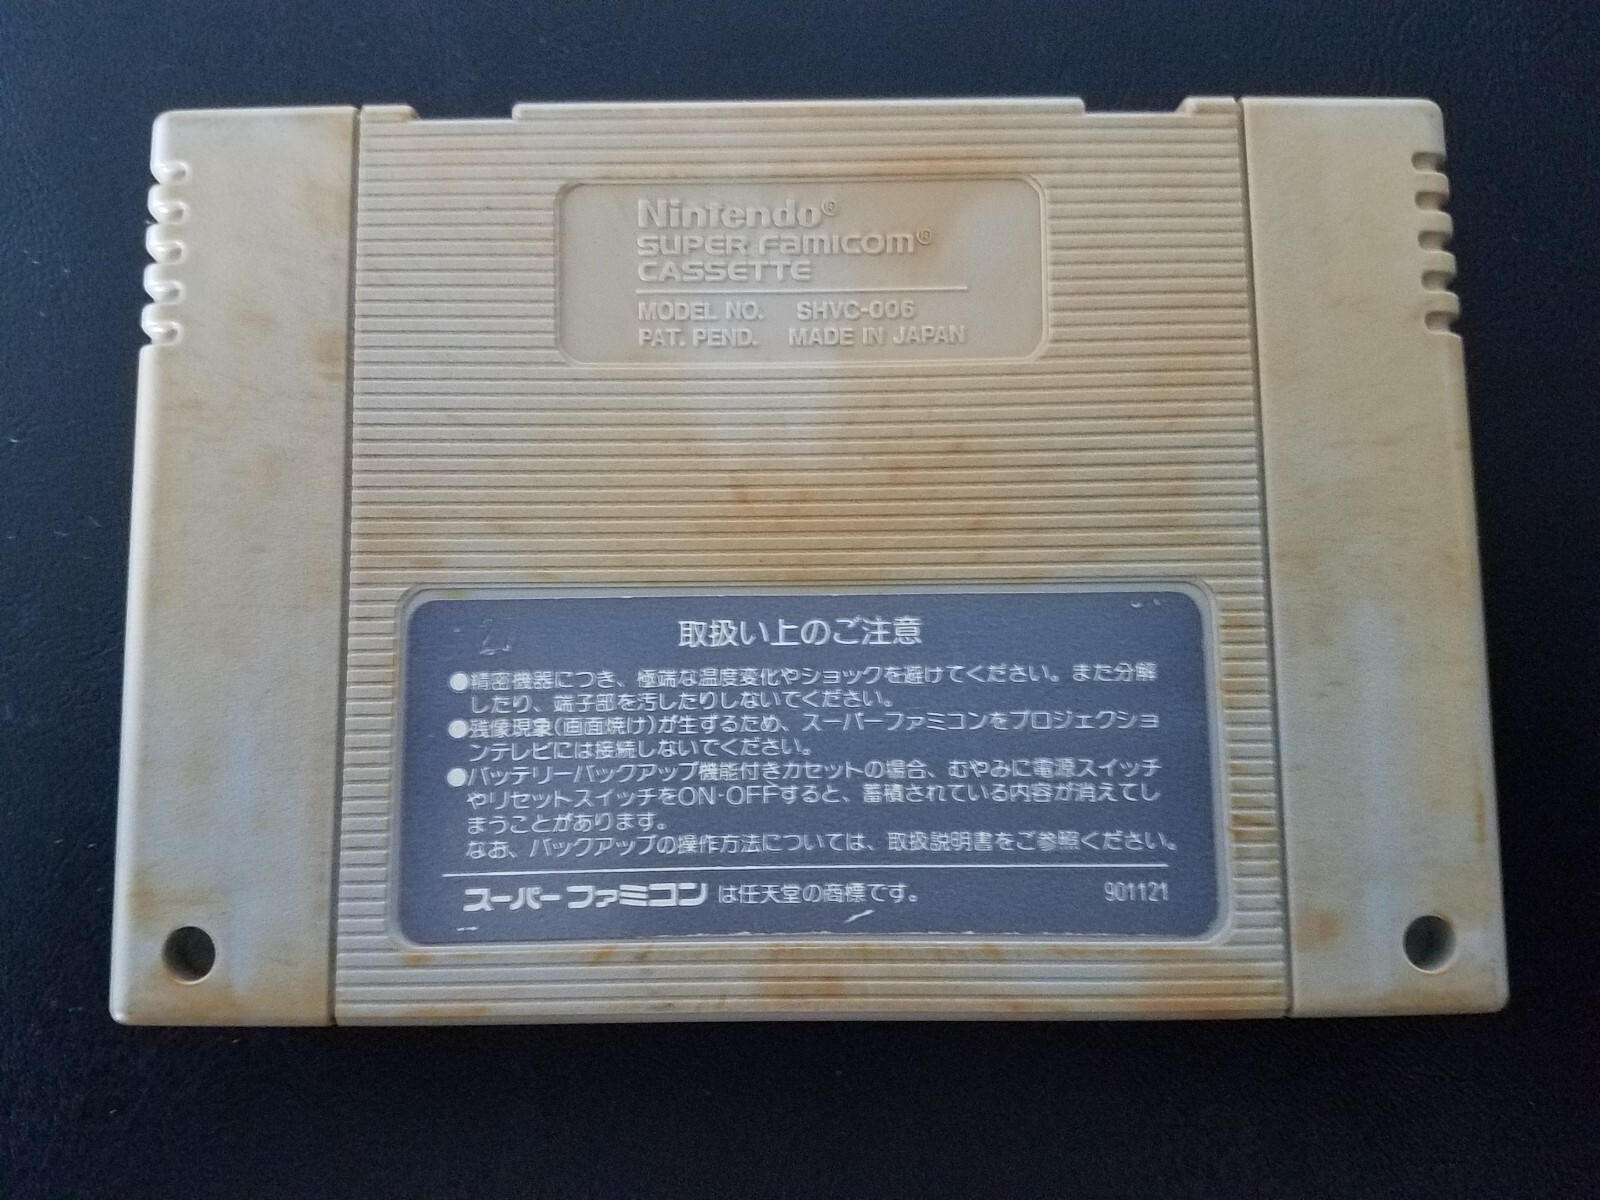 Nintendo®
SUPER FAMICOM®
CASSETTE
MODEL NO. SHVC-006
PAT. PEND. MADE IN JAPAN
取扱い上のご注意
●精密機器につき、極端な温度変化やショックを避けてください。また分解
したり、端子部を汚したりしないでください。
●残像現象(画面焼け)が生ずるため、スーパーファミコンをプロジェクショ
ンテレビには接続しないでください。
●バッテリーバックアップ機能付きカセットの場合、むやみに電源スイッチ
やリセットスイッチをON・OFFすると、蓄積されている内容が消えてし
まうことがあります。
なお、バックアップの操作方法については、取扱説明書をご参照ください。
スーパーファミコンは任天堂の商標です。 901121